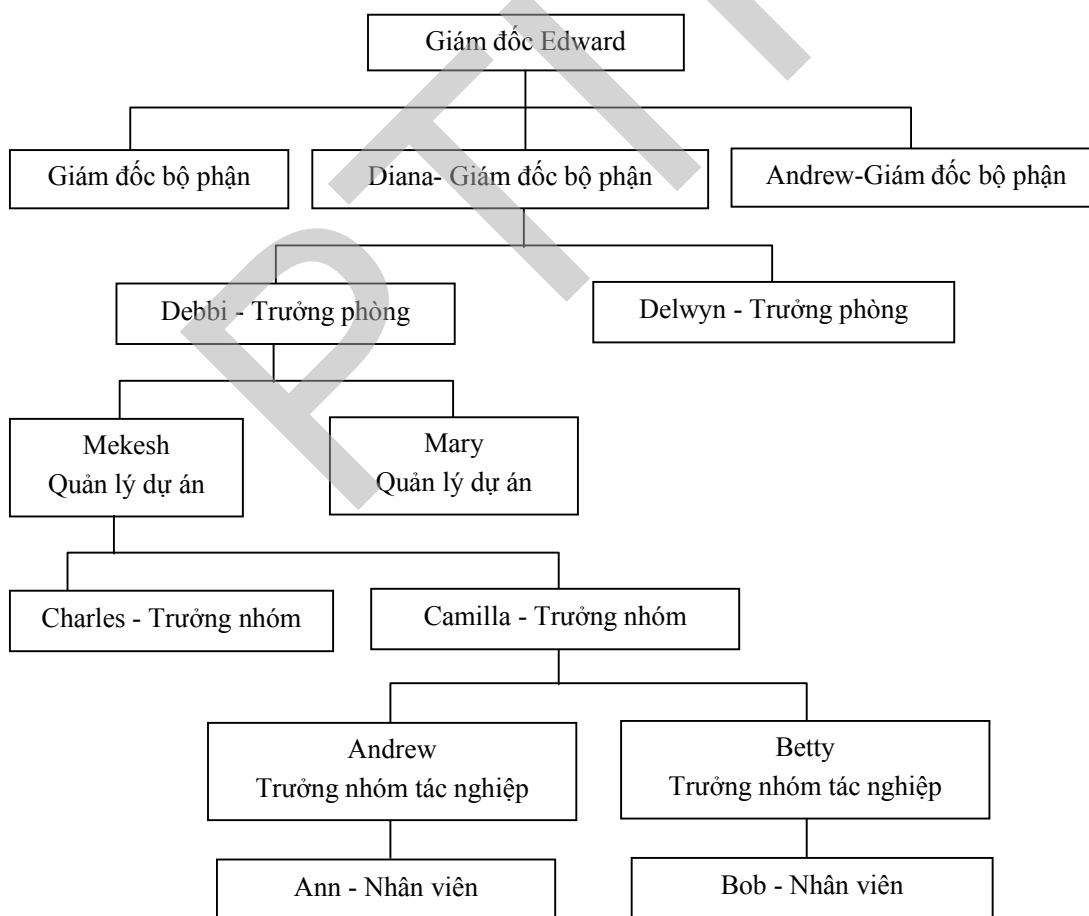 Giám đốc Edward
Giám đốc bộ phận
Diana- Giám đốc bộ phận
Andrew-Giám đốc bộ phận
Debbi - Trưởng phòng
Delwyn - Trưởng phòng
Mekesh
Quản lý dự án
Mary
Quản lý dự án
Charles - Trưởng nhóm
Camilla - Trưởng nhóm
Andrew
Trưởng nhóm tác nghiệp
Betty
Trưởng nhóm tác nghiệp
Ann - Nhân viên
Bob - Nhân viên